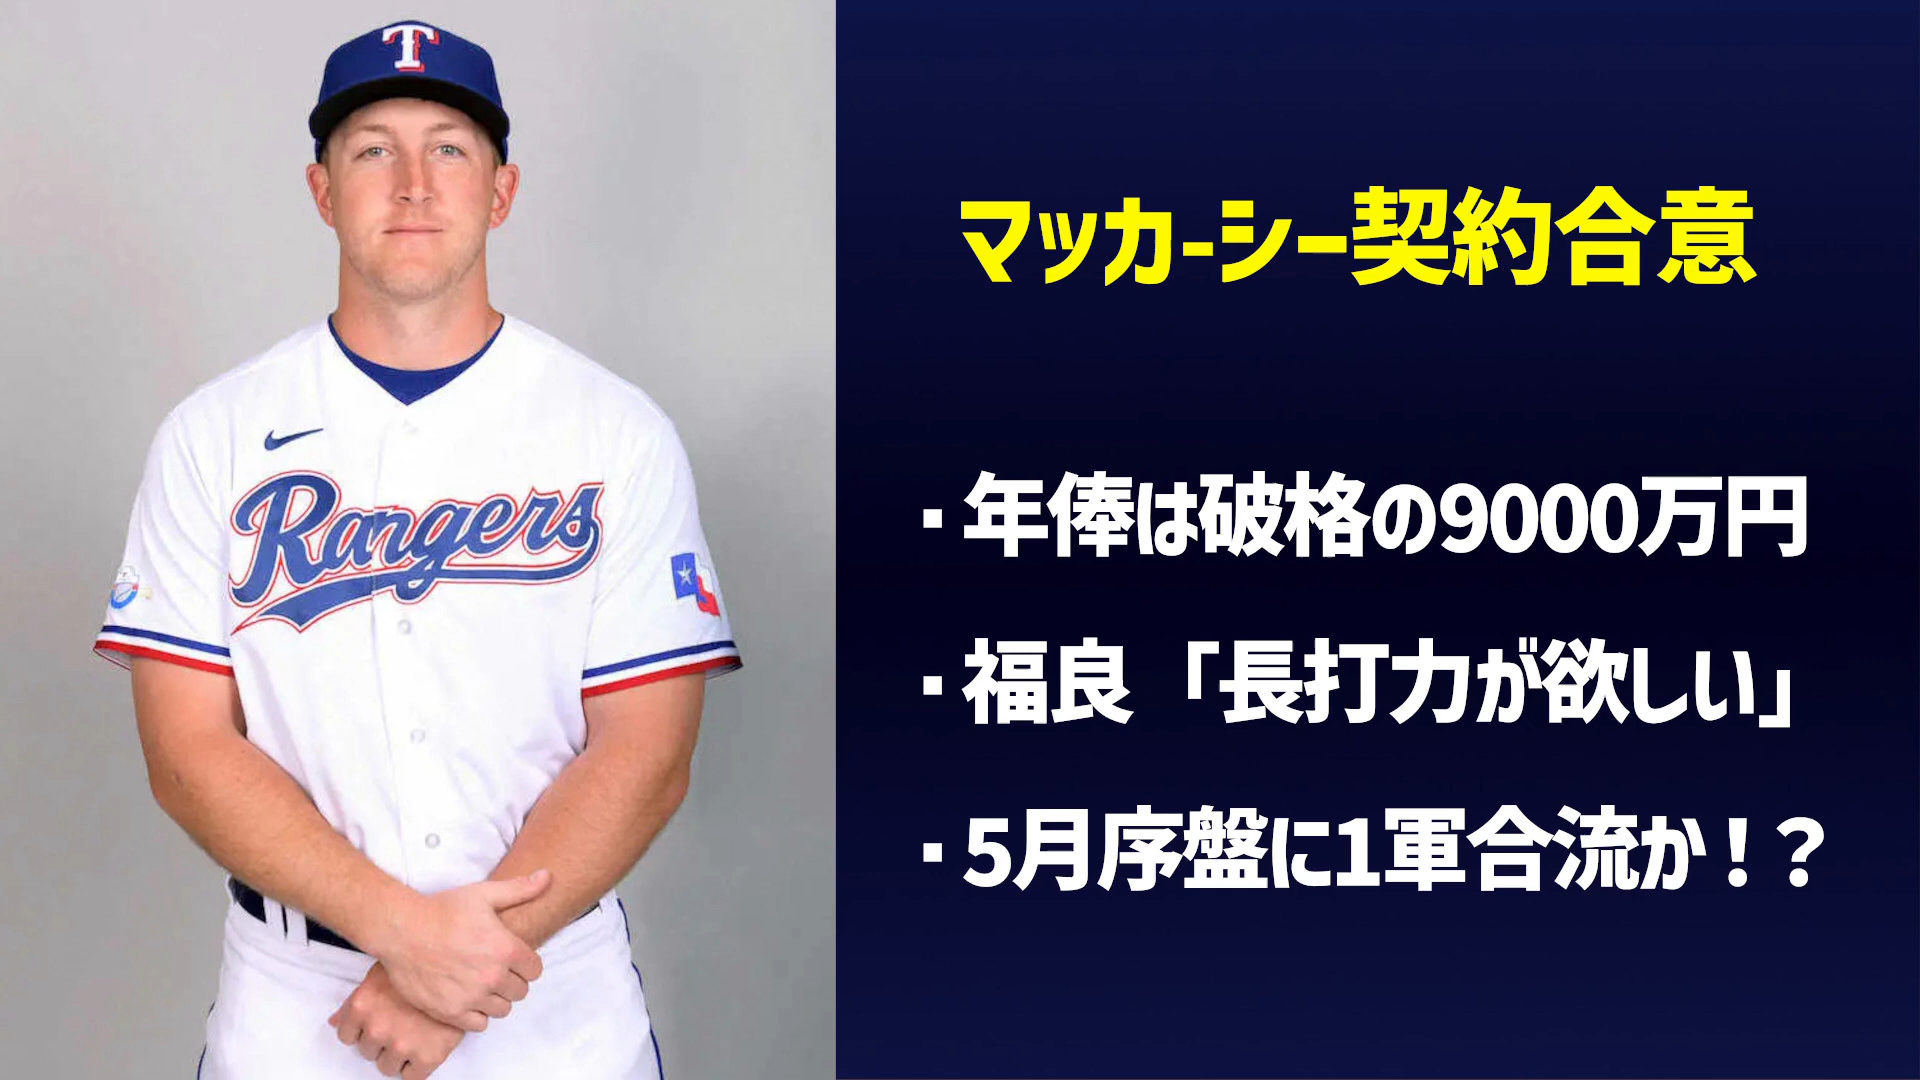 T
Rangers
マッカーシー契約合意
・年俸は破格の9000万円
・福良「長打力が欲しい」
・5月序盤に1軍合流か！？